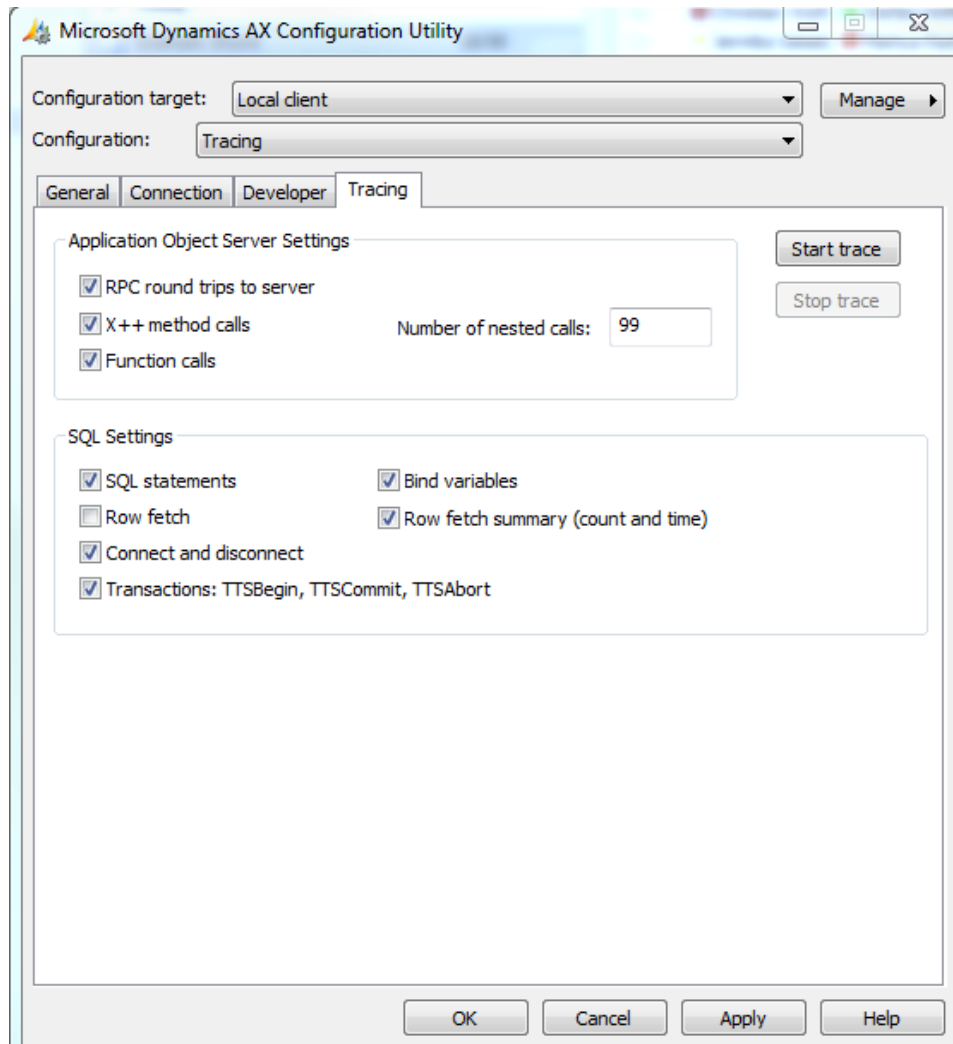 Microsoft Dynamics AX Configuration Utility
Configuration target: Local client Manage
Configuration: Tracing
General Connection Developer Tracing
Application Object Server Settings
Start trace
RPC round trips to server
Stop trace
X++ method calls Number of nested calls: 99
Function calls
SQL Settings
SQL statements Bind variables
Row fetch Row fetch summary (count and time)
Connect and disconnect
Transactions: TTSBegin, TTSCommit, TTSAbort
OK Cancel Apply Help